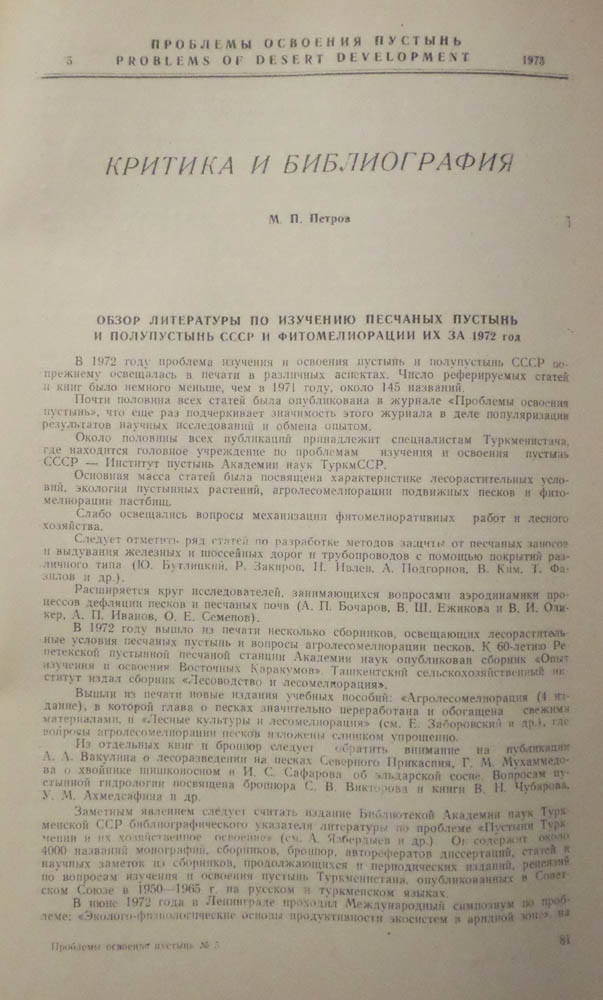 ПРОБЛЕМЫ ОСВОЕНИЯ ПУСТЫНЬ
5 PROBLEMS OF DESERT DEVELOPMENT 1973
КРИТИКА И БИБЛИОГРАФИЯ
М. П. Петров
ОБЗОР ЛИТЕРАТУРЫ ПО ИЗУЧЕНИЮ ПЕСЧАНЫХ ПУСТЫНЬ
И ПОЛУПУСТЫНЬ СССР И ФИТОМЕЛИОРАЦИИ ИХ ЗА 1972 год
В 1972 году проблема изучения и освоения пустынь и полупустынь СССР по-
прежнему освещалась в печати в различных аспектах. Число реферируемых статей
и книг было немного меньше, чем в 1971 году, около 145 названий.
Почти половина всех статей была опубликована в журнале «Проблемы освоения
пустынь», что еще раз подчеркивает значимость этого журнала в деле популяризации
результатов научных исследований и обмена опытом.
Около половины всех публикаций принадлежит специалистам Туркменистана,
где находится головное учреждение по проблемам изучения и освоения пустынь
СССР — Институт пустынь Академии наук ТуркмССР.
Основная масса статей была посвящена характеристике лесорастительных усло-
вий, экологии пустынных растений, агролесомелиорации подвижных песков и фито-
мелиорации пастбищ.
Слабо освещались вопросы механизации фитомелиоративных работ и лесного
хозяйства.
Следует отметить ряд статей по разработке методов защиты от песчаных заносов
и выдувания железных и шоссейных дорог и трубопроводов с помощью покрытий раз-
личного типа (Ю. Бутлицкий, Р. Закиров, Н. Ивлев, А. Подгорнов, В. Ким, Т. Фа-
зилов и др.).
Расширяется круг исследователей, занимающихся вопросами аэродинамики про-
цессов дефляции песков и песчаных почв (А. П. Бочаров, В. Ш. Ежикова и В. И. Оли-
кер, А. П. Иванов, О. Е. Семенов).
В 1972 году вышло из печати несколько сборников, освещающих лесораститель-
ные условия песчаных пустынь и вопросы агролесомелиорации песков. К 60-летию Ре-
петекской пустынной песчаной станции Академии наук опубликован сборник «Опыт
изучения и освоения Восточных Каракумов». Ташкентский сельскохозяйственный ин-
ститут издал сборник «Лесоводство и лесомелиорация».
Вышли из печати новые издания учебных пособий: «Агролесомелиорация (4 из-
дание), в которой глава о песках значительно переработана и обогащена свежими
материалами, и «Лесные культуры и лесомелиорация» (см. Е. Заборовский и др.), где
вопросы агролесомелиорации песков изложены слишком упрощенно.
Из отдельных книг и брошюр следует обратить внимание на публикации
А. А. Вакулина о лесоразведении на песках Северного Прикаспия, Г. М. Мухаммедо-
ва о хвойнике шишконосном и И. С. Сафарова об эльдарской сосне. Вопросам пу-
стынной гидрологии посвящена брошюра С. В. Викторова и книги В. Н. Чубарова,
У. М. Ахмедсафина и др.
Заметным явлением следует считать издание Библиотекой Академии наук Турк-
менской ССР библиографического указателя литературы по проблеме «Пустыни Турк-
мении и их хозяйственное освоение» (см. А. Язбердыев и др.) Он содержит около
4000 названий монографий, сборников, брошюр, авторефератов диссертаций, статей и
научных заметок из сборников, продолжающихся и периодических изданий, рецензий
по вопросам изучения и освоения пустынь Туркменистана, опубликованных в Совет-
ском Союзе в 1950—1965 г. на русском и туркменском языках.
В июне 1972 года в Ленинграде проходил Международный симпозиум по проб-
леме: «Эколого-физиологические основы продуктивности экосистем в аридной зоне» на
Проблемы освоения пустынь № 5 81